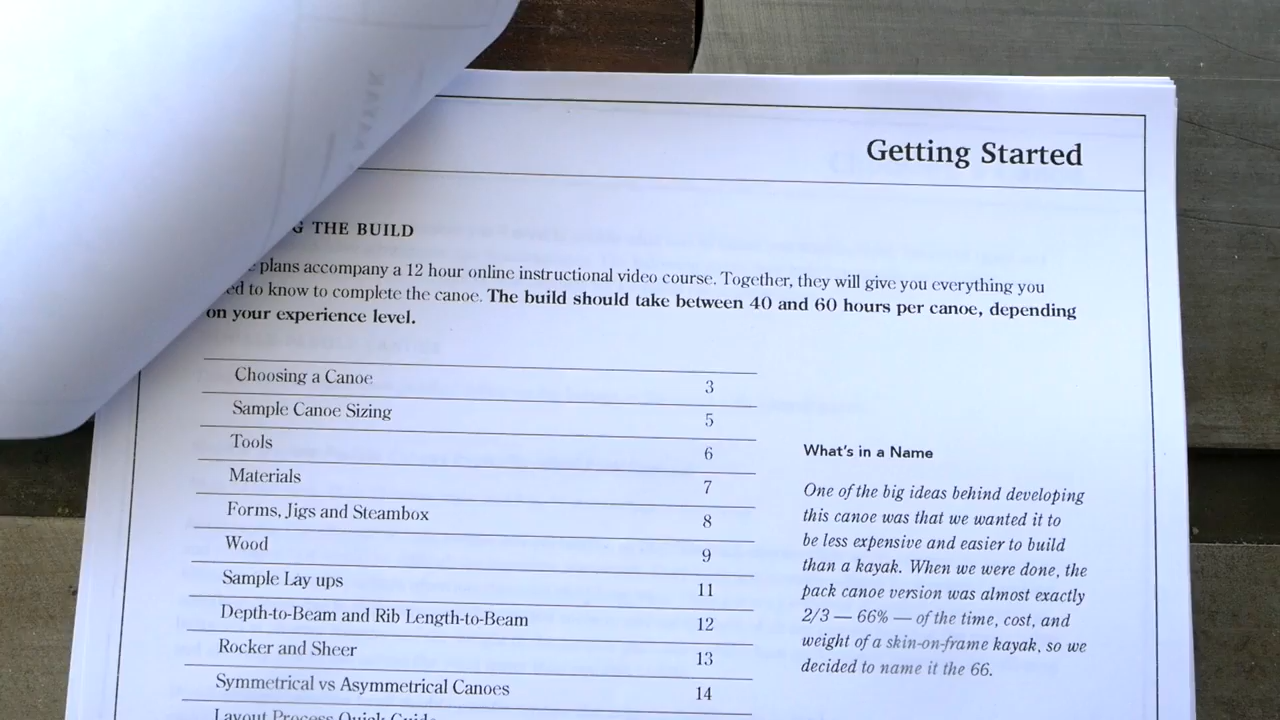 Getting Started
G THE BUILD
plans accompany a 12 hour online instructional video course. Together, they will give you everything you
ed to know to complete the canoe. The build should take between 40 and 60 hours per canoe, depending
on your experience level.
Choosing a Canoe 3
Sample Canoe Sizing 5
Tools 6
Materials 7
Forms, Jigs and Steambox 8
Wood 9
Sample Lay ups 11
Depth-to-Beam and Rib Length-to-Beam 12
Rocker and Sheer 13
Symmetrical vs Asymmetrical Canoes 14
Layout Process Quick Guide
What's in a Name
One of the big ideas behind developing
this canoe was that we wanted it to
be less expensive and easier to build
than a kayak. When we were done, the
pack canoe version was almost exactly
2/3 — 66% — of the time, cost, and
weight of a skin-on-frame kayak, so we
decided to name it the 66.